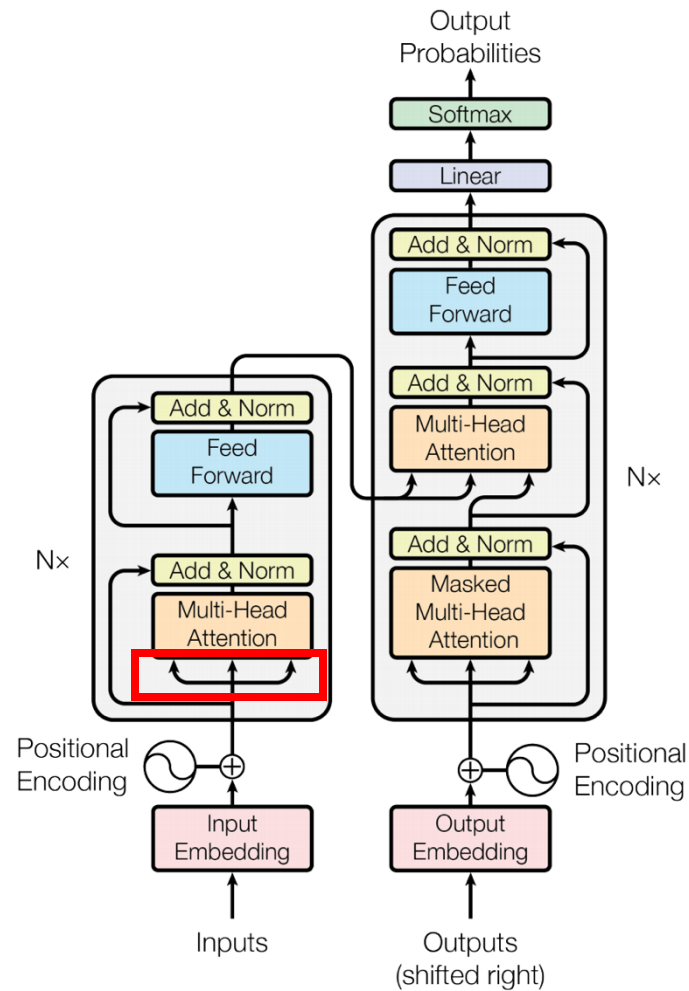 Output
Probabilities
Softmax
Linear
Add & Norm
Feed
Forward
Add & Norm
Multi-Head
Attention
Nx
Add & Norm
Masked
Multi-Head
Attention
Add & Norm
Feed
Forward
Nx
Add & Norm
Multi-Head
Attention
Positional
Encoding
Positional
Encoding
Input
Embedding
Output
Embedding
Inputs
Outputs
(shifted right)